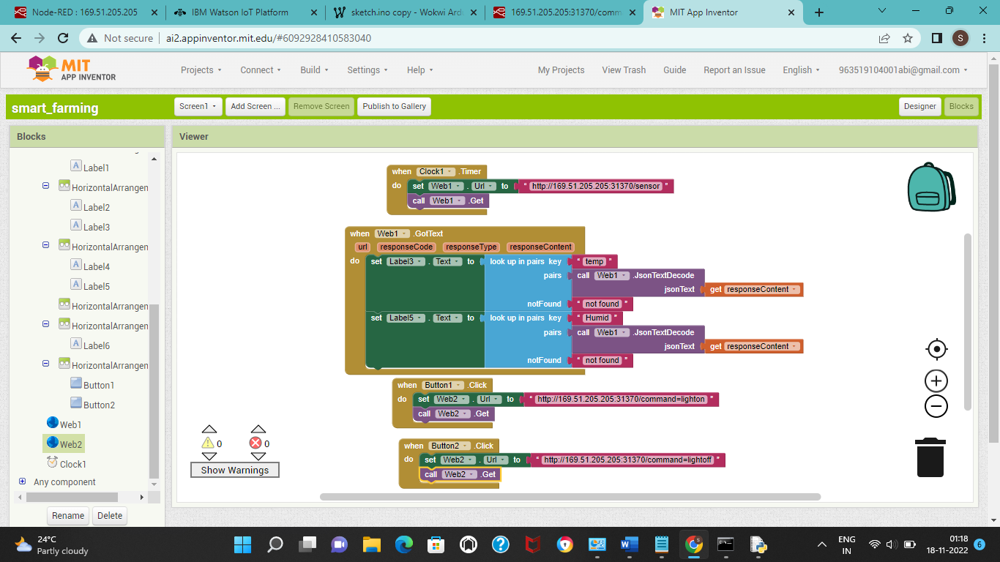 Node-RED : 169.51.205.205
IBM Watson IoT Platform
sketch.ino copy - Wokwi Ard
169.51.205.205:31370/comm
MIT App Inventor
Not secure | ai2.appinventor.mit.edu/#6092928410583040
S
MIT
APP INVENTOR
Projects Connect Build Settings Help My Projects View Trash Guide Report an Issue English 963519104001abi@gmail.com
smart_farming
Screen1 Add Screen ... Remove Screen Publish to Gallery Designer Blocks
Blocks
Viewer
Label1
HorizontalArrangen
Label2
Label3
HorizontalArrangen
Label4
Label5
HorizontalArrangen
HorizontalArrangen
Label6
HorizontalArrangen
Button1
Button2
Web1
Web2
Clock1
Any component
Rename Delete
when Clock1 .Timer
do set Web1 . Url to " http://169.51.205.205:31370/sensor "
call Web1 .Get
when Web1 .GotText
url responseCode responseType responseContent
do set Label3 . Text to look up in pairs key " temp "
pairs call Web1 .JsonTextDecode
jsonText get responseContent
notFound " not found "
set Label5 . Text to look up in pairs key " Humid "
pairs call Web1 .JsonTextDecode
jsonText get responseContent
notFound " not found "
when Button1 .Click
do set Web2 . Url to " http://169.51.205.205:31370/command=lighton "
call Web2 .Get
when Button2 .Click
do set Web2 . Url to " http://169.51.205.205:31370/command=lightoff "
call Web2 .Get
0 0
Show Warnings
24°C
Partly cloudy
ENG
IN
01:18
18-11-2022
6